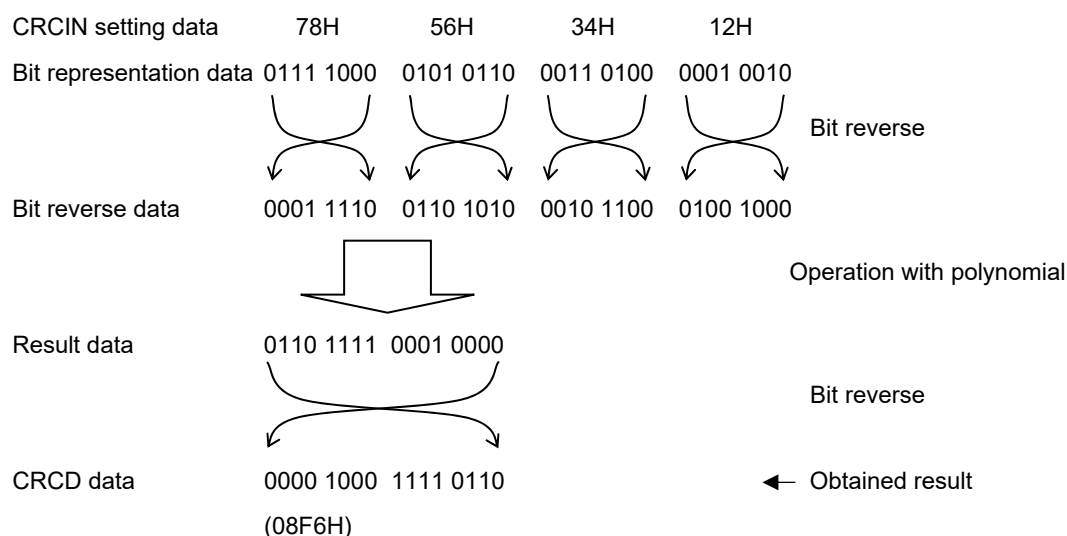 CRCIN setting data 78H 56H 34H 12H
Bit representation data 0111 1000 0101 0110 0011 0100 0001 0010
Bit reverse
Bit reverse data 0001 1110 0110 1010 0010 1100 0100 1000
Operation with polynomial
Result data 0110 1111 0001 0000
Bit reverse
CRCD data 0000 1000 1111 0110 Obtained result
(08F6H)